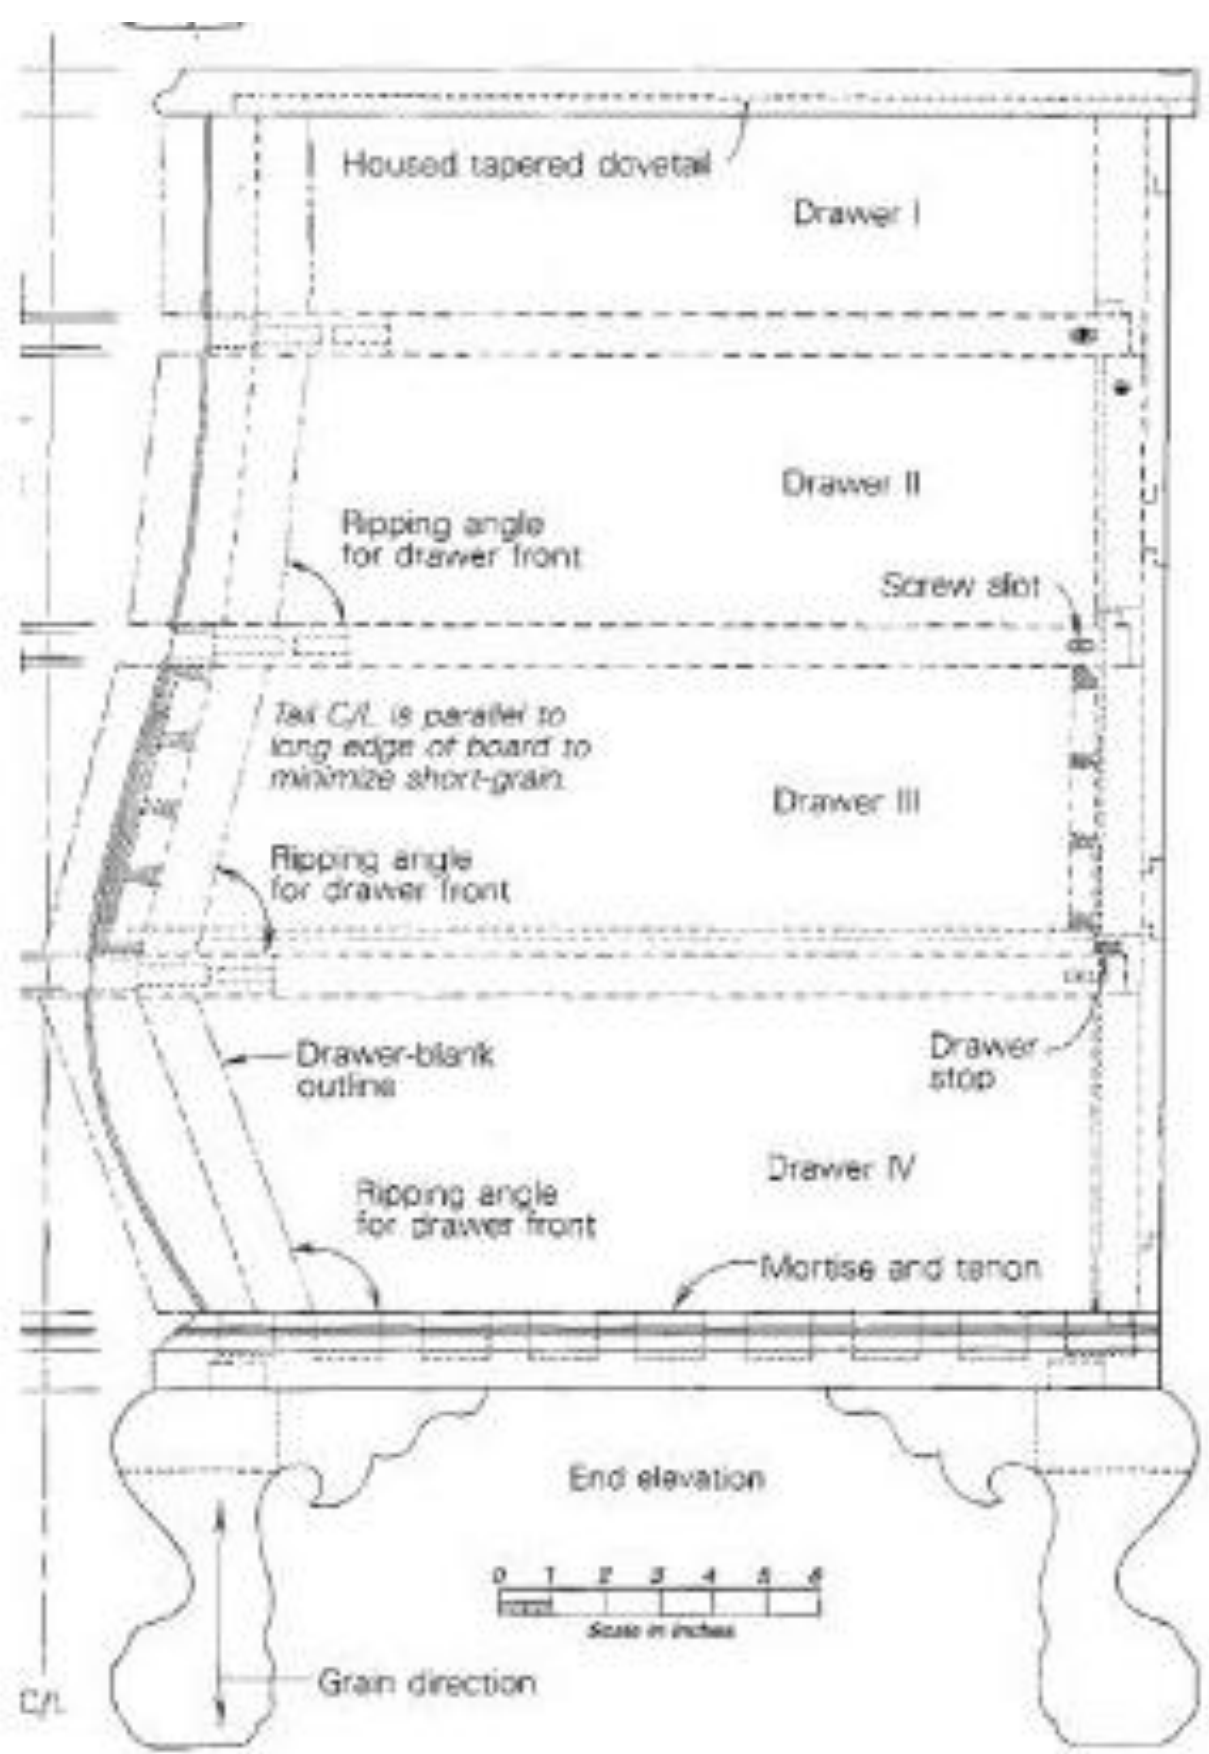 Housed tapered dovetail
Drawer I
Drawer II
Ripping angle
for drawer front
Screw slot
Tail C/L is parallel to
long edge of board to
minimize short-grain.
Drawer III
Ripping angle
for drawer front
Drawer-blank
outline
Drawer
stop
Drawer IV
Ripping angle
for drawer front
Mortise and tenon
End elevation
0 1 2 3 4 5 6
Scale in inches
Grain direction
C/L